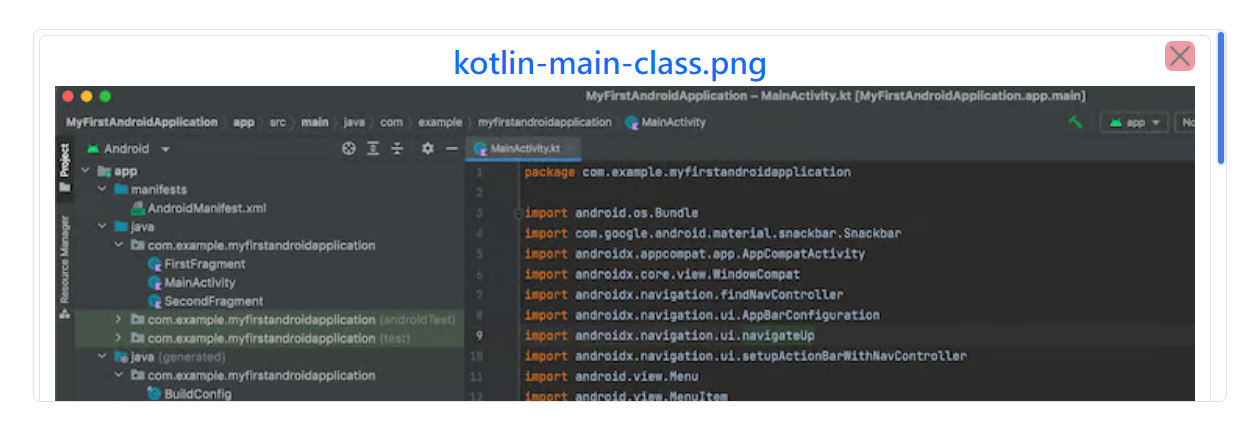 kotlin-main-class.png
MyFirstAndroidApplication – MainActivity.kt [MyFirstAndroidApplication.app.main]
MyFirstAndroidApplication app src main java com example myfirstandroidapplication MainActivity app No
Project
Resource Manager
Android
app
manifests
AndroidManifest.xml
java
com.example.myfirstandroidapplication
FirstFragment
MainActivity
SecondFragment
com.example.myfirstandroidapplication (androidTest)
com.example.myfirstandroidapplication (test)
java (generated)
com.example.myfirstandroidapplication
BuildConfig
MainActivity.kt
1 package com.example.myfirstandroidapplication
2
3 import android.os.Bundle
4 import com.google.android.material.snackbar.Snackbar
5 import androidx.appcompat.app.AppCompatActivity
6 import androidx.core.view.WindowCompat
7 import androidx.navigation.findNavController
8 import androidx.navigation.ui.AppBarConfiguration
9 import androidx.navigation.ui.navigateUp
10 import androidx.navigation.ui.setupActionBarWithNavController
11 import android.view.Menu
12 import android.view.MenuItem